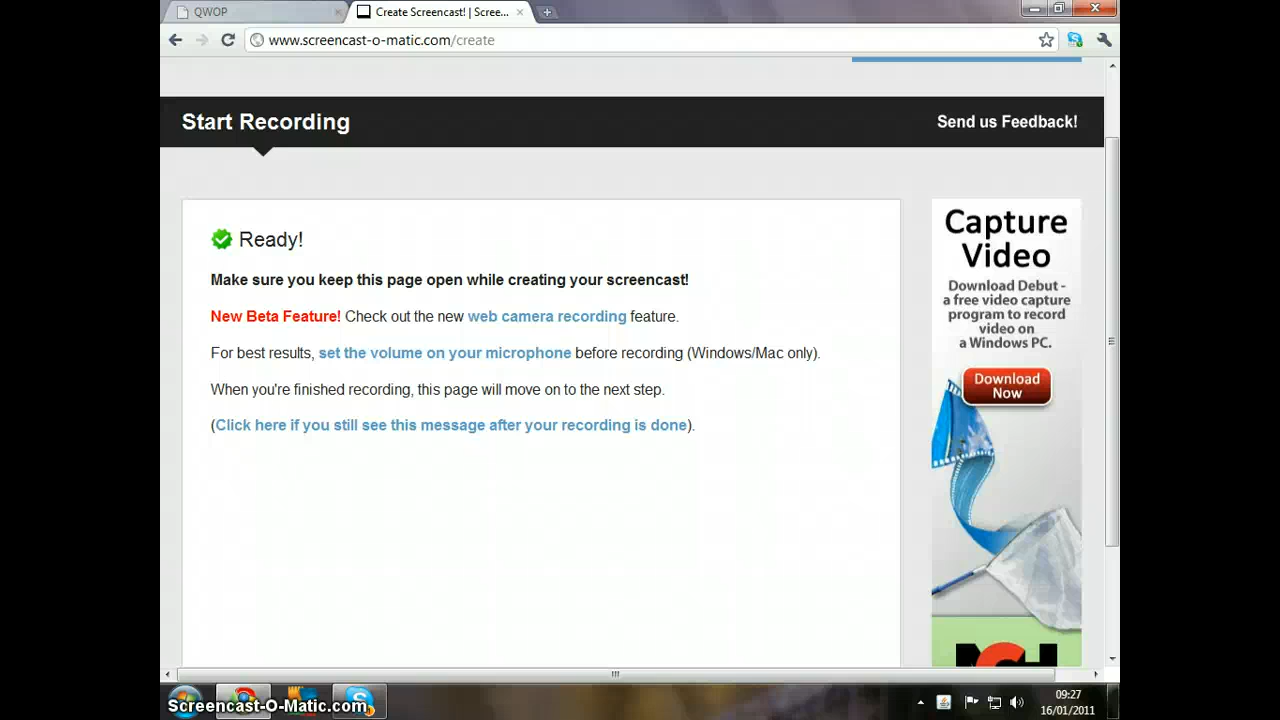 QWOP
Create Screencast! | Scree...
www.screencast-o-matic.com/create
Start Recording
Send us Feedback!
Ready!
Make sure you keep this page open while creating your screencast!
New Beta Feature! Check out the new web camera recording feature.
For best results, set the volume on your microphone before recording (Windows/Mac only).
When you're finished recording, this page will move on to the next step.
(Click here if you still see this message after your recording is done).
Capture
Video
Download Debut -
a free video capture
program to record
video on
a Windows PC.
Download
Now
Screencast-O-Matic.com
09:27
16/01/2011